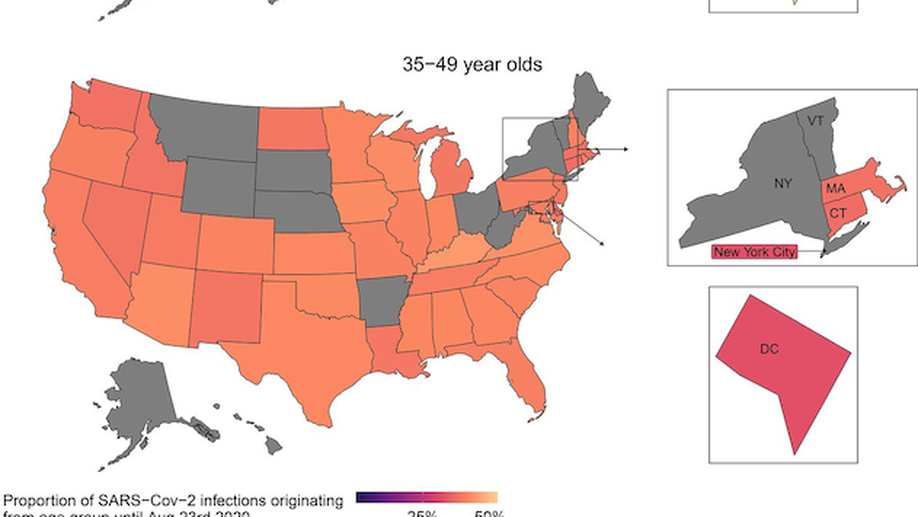 35−49 year olds
VT
NY
MA
CT
New York City
DC
Proportion of SARS−Cov−2 infections originating
from age group until Aug 23rd 2020
25% 50%